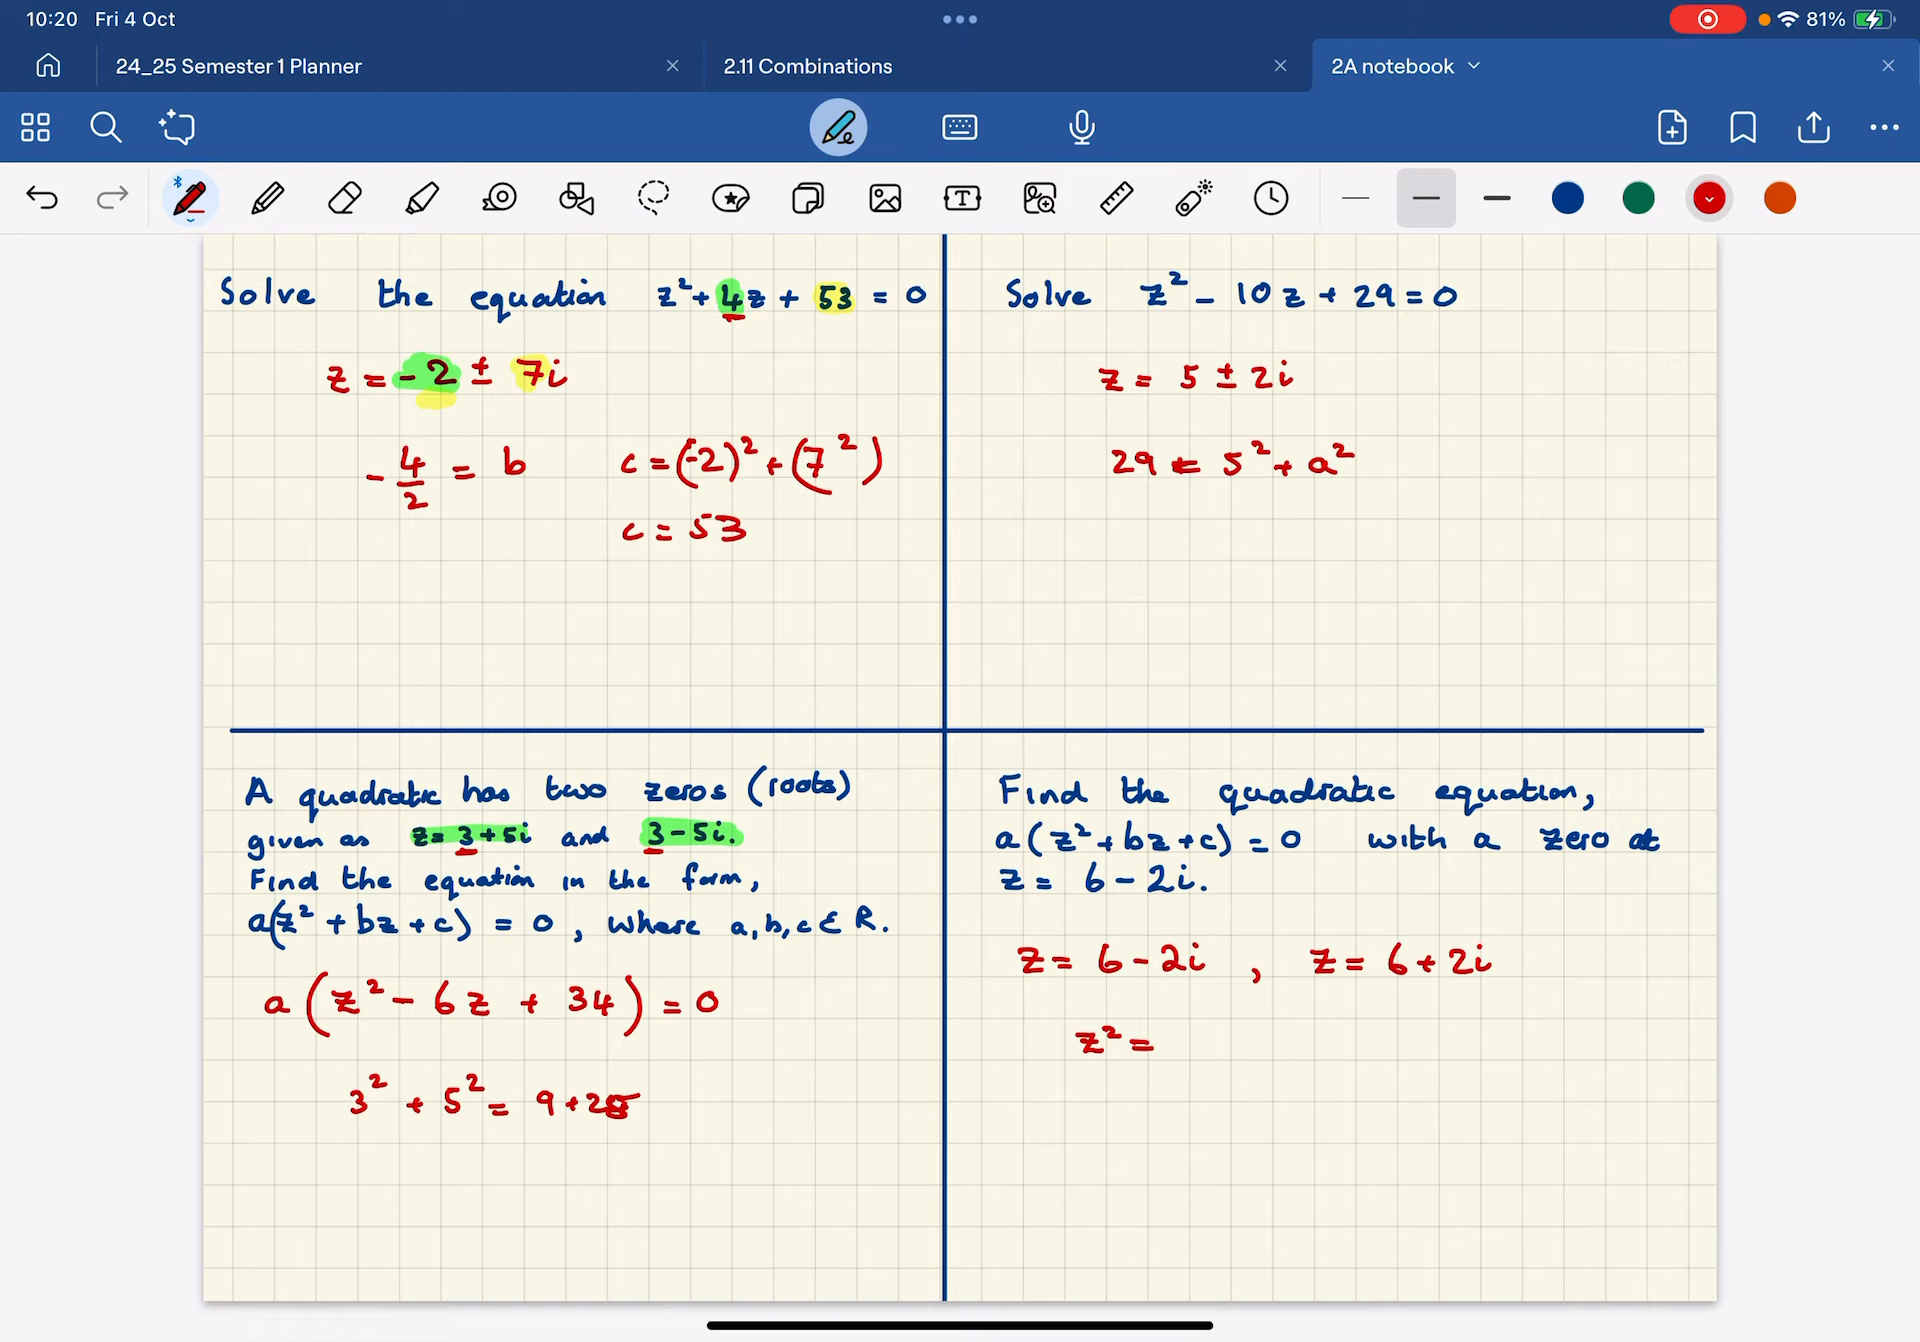 10:20 Fri 4 Oct
81%
24_25 Semester 1 Planner
2.11 Combinations
2A notebook
Solve the equation z² + 4z + 53 = 0
z = -2 ± 7i
-4/2 = b
c = (-2)² + (7²)
c = 53
Solve z² - 10z + 29 = 0
z = 5 ± 2i
29 = 5² + a²
A quadratic has two zeros (roots)
given as z = 3 + 5i and 3 - 5i.
Find the equation in the form,
a(z² + bz + c) = 0, where a, b, c ∈ R.
a(z² - 6z + 34) = 0
3² + 5² = 9 + 25
Find the quadratic equation,
a(z² + bz + c) = 0 with a zero at
z = 6 - 2i.
z = 6 - 2i, z = 6 + 2i
z² =